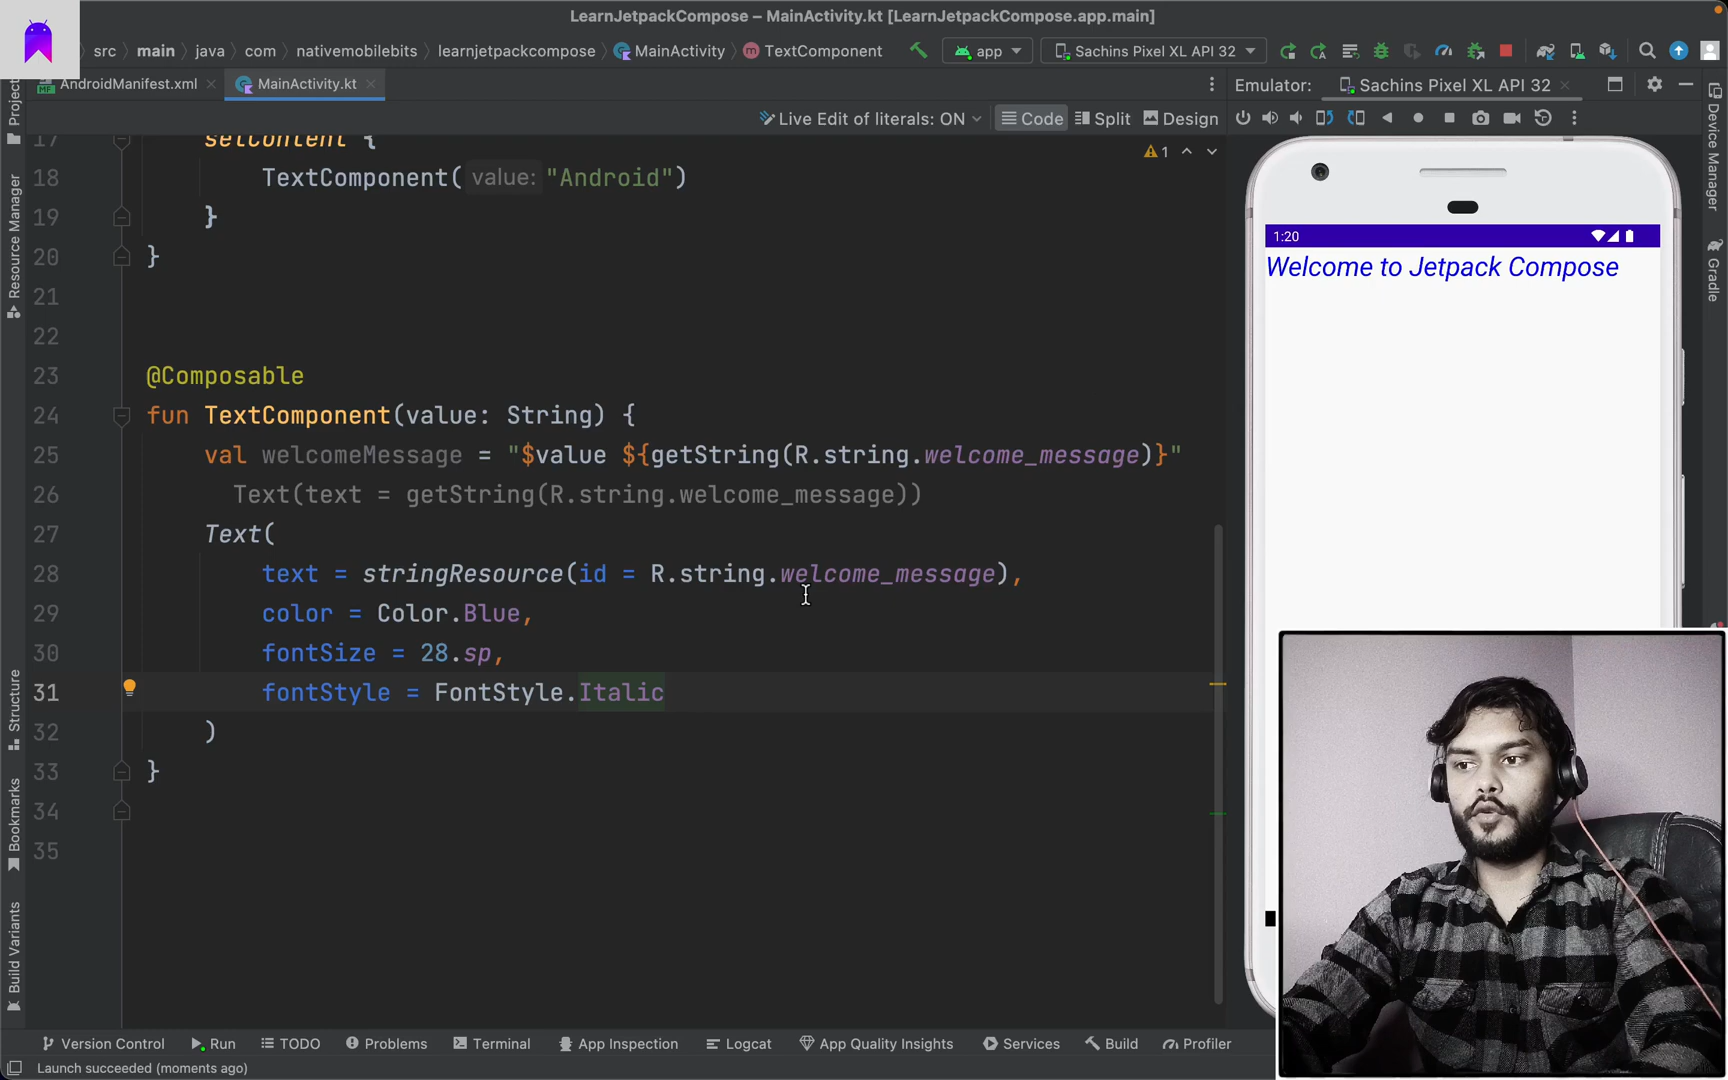 LearnJetpackCompose – MainActivity.kt [LearnJetpackCompose.app.main]
src main java com nativemobilebits learnjetpackcompose MainActivity TextComponent app Sachins Pixel XL API 32
AndroidManifest.xml MainActivity.kt Emulator: Sachins Pixel XL API 32
Live Edit of literals: ON Code Split Design
17 setContent {
1
18 TextComponent( value: "Android")
19 }
20 }
21
22
23 @Composable
24 fun TextComponent(value: String) {
25 val welcomeMessage = "$value ${getString(R.string.welcome_message)}"
26 Text(text = getString(R.string.welcome_message))
27 Text(
28 text = stringResource(id = R.string.welcome_message),
29 color = Color.Blue,
30 fontSize = 28.sp,
31 fontStyle = FontStyle.Italic
32 )
33 }
34
35
1:20
Welcome to Jetpack Compose
Project
Resource Manager
Structure
Bookmarks
Build Variants
Device Manager
Gradle
Version Control Run TODO Problems Terminal App Inspection Logcat App Quality Insights Services Build Profiler
Launch succeeded (moments ago)